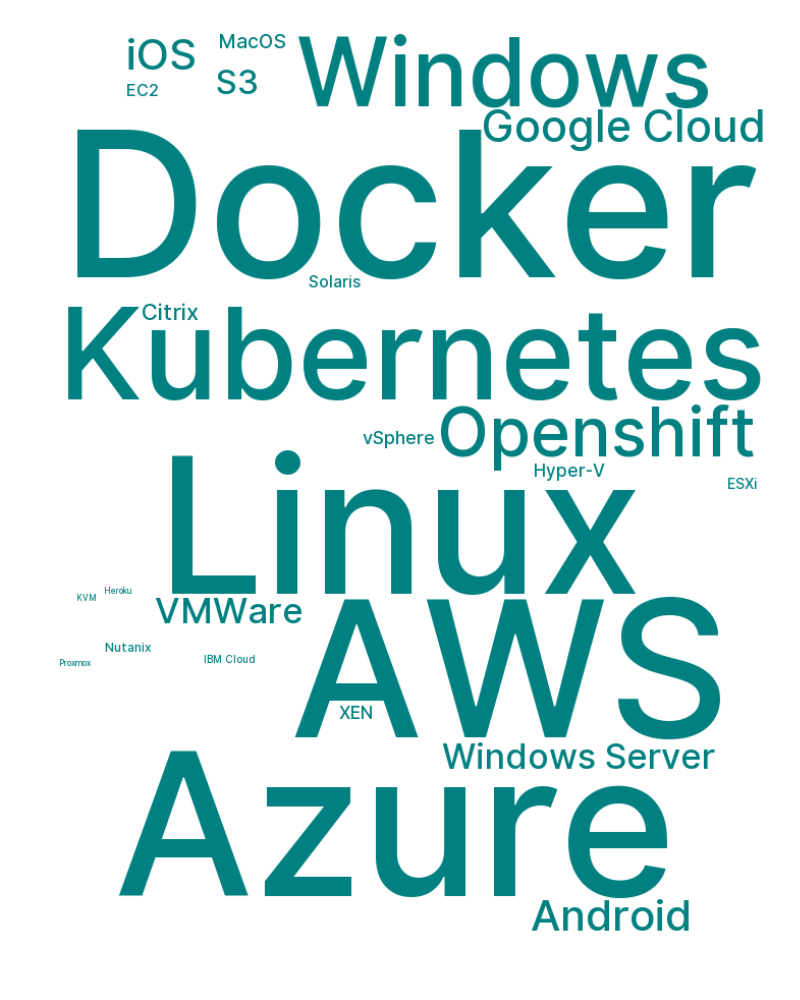 iOS
MacOS
Windows
EC2
S3
Google Cloud
Docker
Solaris
Citrix
Kubernetes
vSphere
Openshift
Hyper-V
ESXi
Linux
KVM
Heroku
VMWare
AWS
Nutanix
Proxmox
IBM Cloud
XEN
Windows Server
Azure
Android